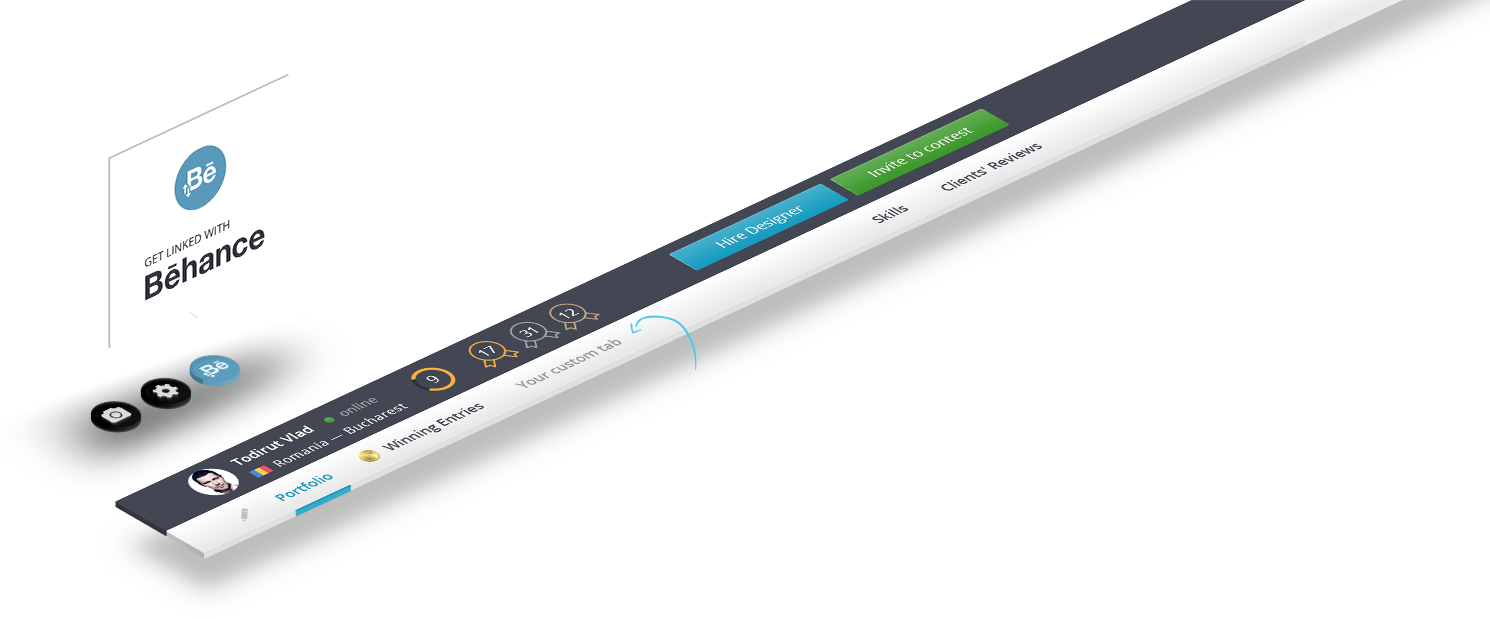 Bē
GET LINKED WITH
Bēhance
Bē
Todirut Vlad
online
Romania — Bucharest
9
17
31
12
Hire Designer
Invite to contest
Portfolio
Winning Entries
Your custom tab
Skills
Clients' Reviews